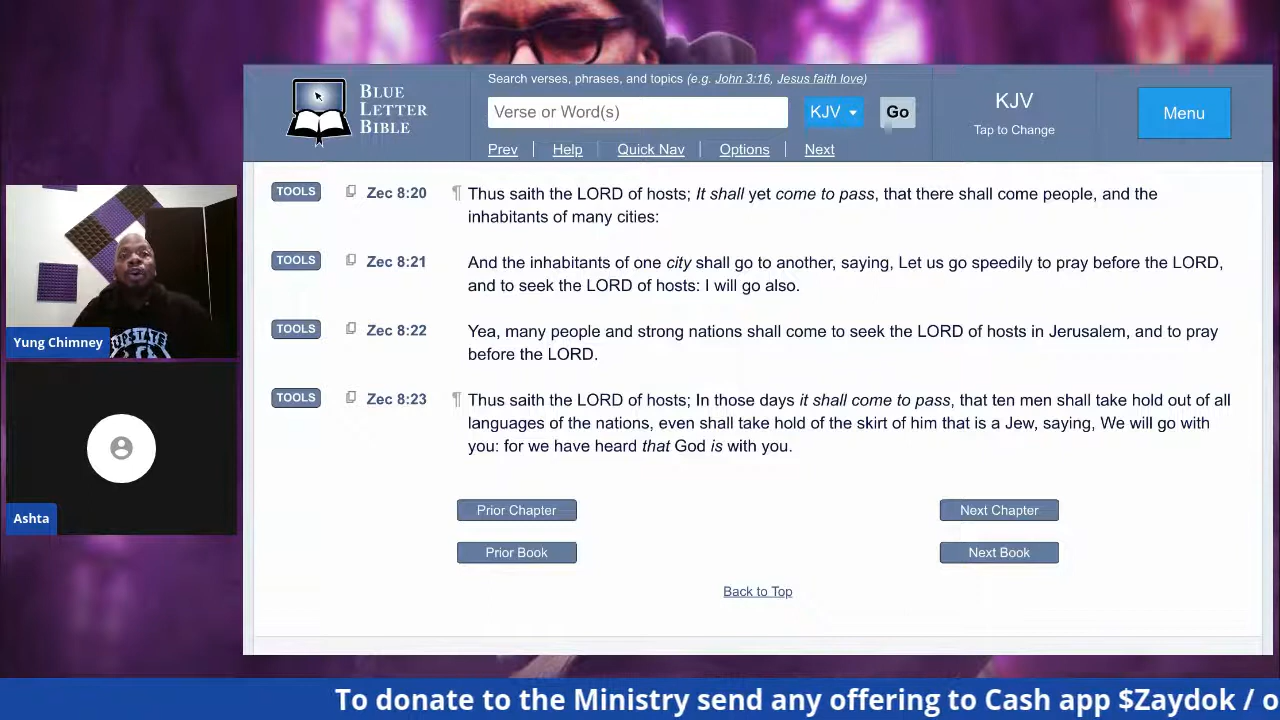 Search verses, phrases, and topics (e.g. John 3:16, Jesus faith love)
BLUE
LETTER
BIBLE
Verse or Word(s)
KJV
Go
KJV
Tap to Change
Menu
Prev
Help
Quick Nav
Options
Next
TOOLS Zec 8:20 ¶ Thus saith the LORD of hosts; It shall yet come to pass, that there shall come people, and the
inhabitants of many cities:
TOOLS Zec 8:21 And the inhabitants of one city shall go to another, saying, Let us go speedily to pray before the LORD,
and to seek the LORD of hosts: I will go also.
TOOLS Zec 8:22 Yea, many people and strong nations shall come to seek the LORD of hosts in Jerusalem, and to pray
before the LORD.
TOOLS Zec 8:23 ¶ Thus saith the LORD of hosts; In those days it shall come to pass, that ten men shall take hold out of all
languages of the nations, even shall take hold of the skirt of him that is a Jew, saying, We will go with
you: for we have heard that God is with you.
Prior Chapter
Next Chapter
Prior Book
Next Book
Back to Top
Yung Chimney
Ashta
To donate to the Ministry send any offering to Cash app $Zaydok / o